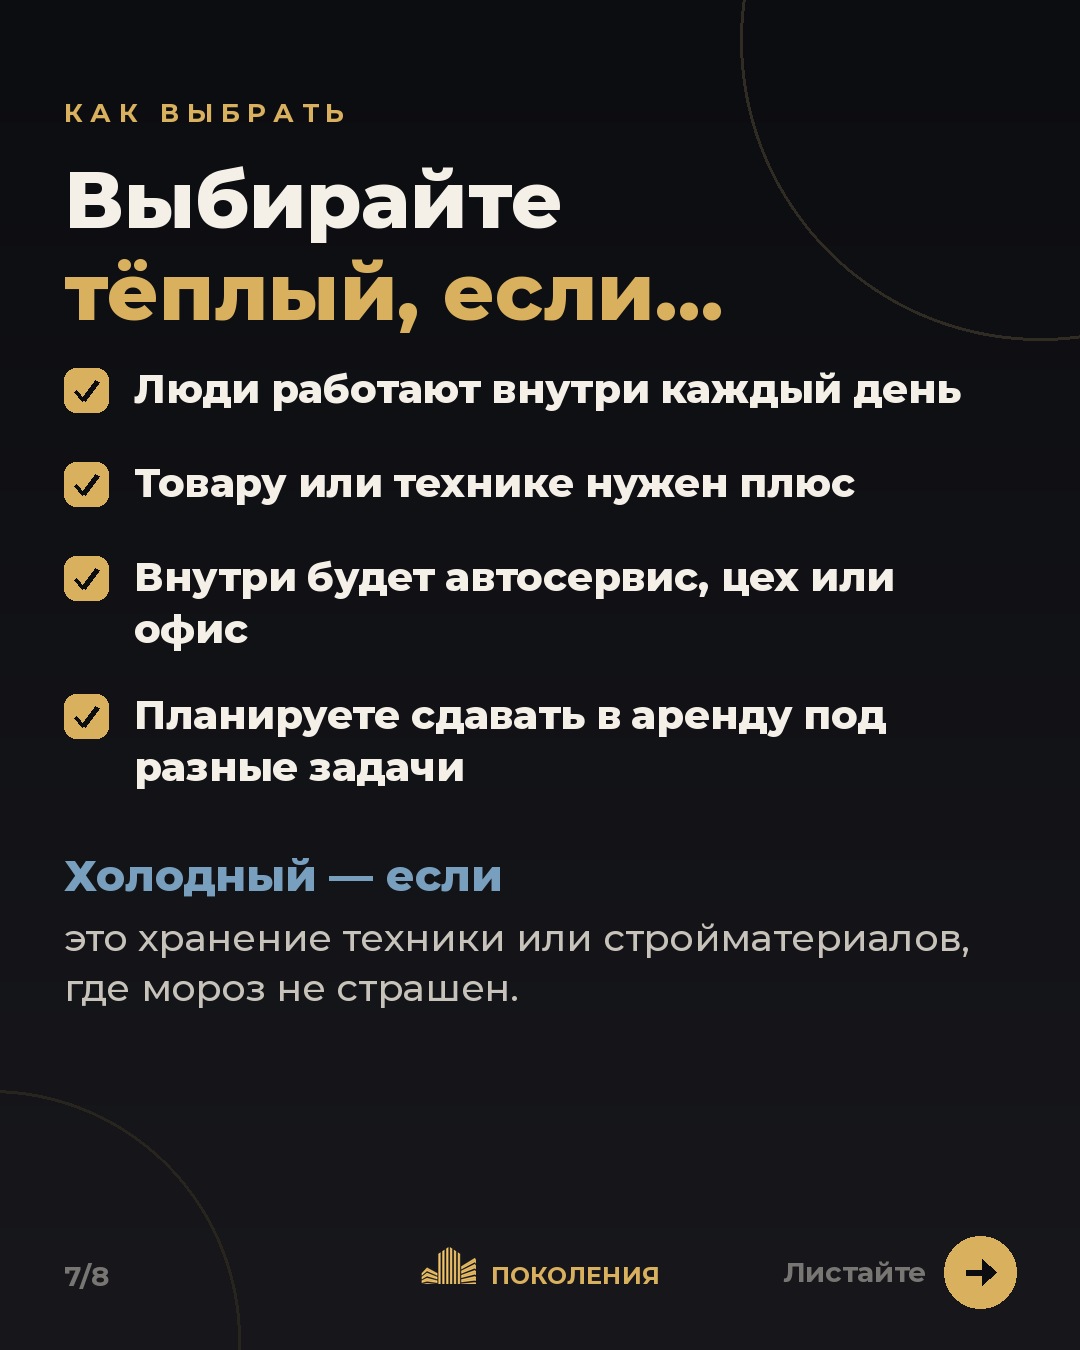 КАК ВЫБРАТЬ
Выбирайте
тёплый, если...
Люди работают внутри каждый день
Товару или технике нужен плюс
Внутри будет автосервис, цех или
офис
Планируете сдавать в аренду под
разные задачи
Холодный — если
это хранение техники или стройматериалов,
где мороз не страшен.
7/8
ПОКОЛЕНИЯ
Листайте